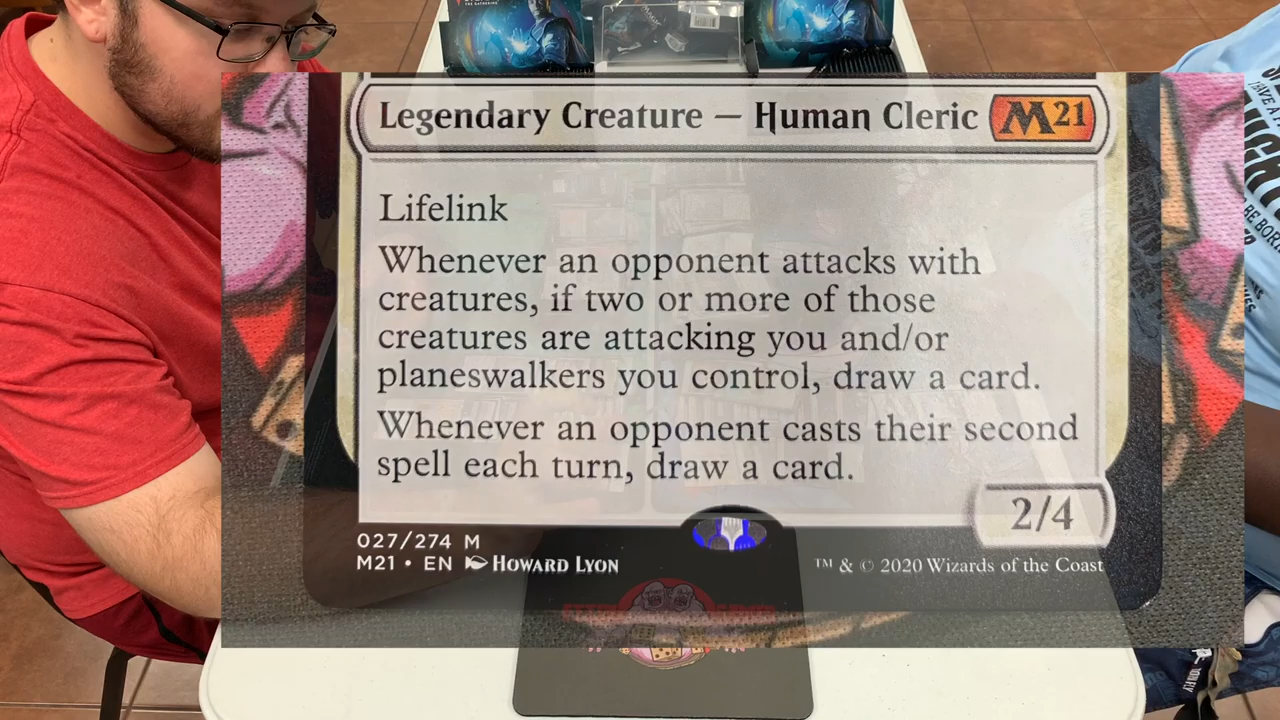 THE GATHERING
Legendary Creature — Human Cleric M21
Lifelink
Whenever an opponent attacks with
creatures, if two or more of those
creatures are attacking you and/or
planeswalkers you control, draw a card.
Whenever an opponent casts their second
spell each turn, draw a card.
2/4
027/274 M
M21 • EN Howard Lyon
™ & © 2020 Wizards of the Coast